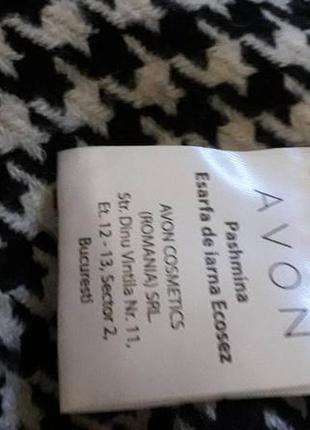 AVON
Pashmina
Esarfa de iarna Ecosez
AVON COSMETICS
(ROMANIA) SRL.
Str. Dinu Vintila Nr. 11,
Et. 12 - 13, Sector 2,
Bucuresti